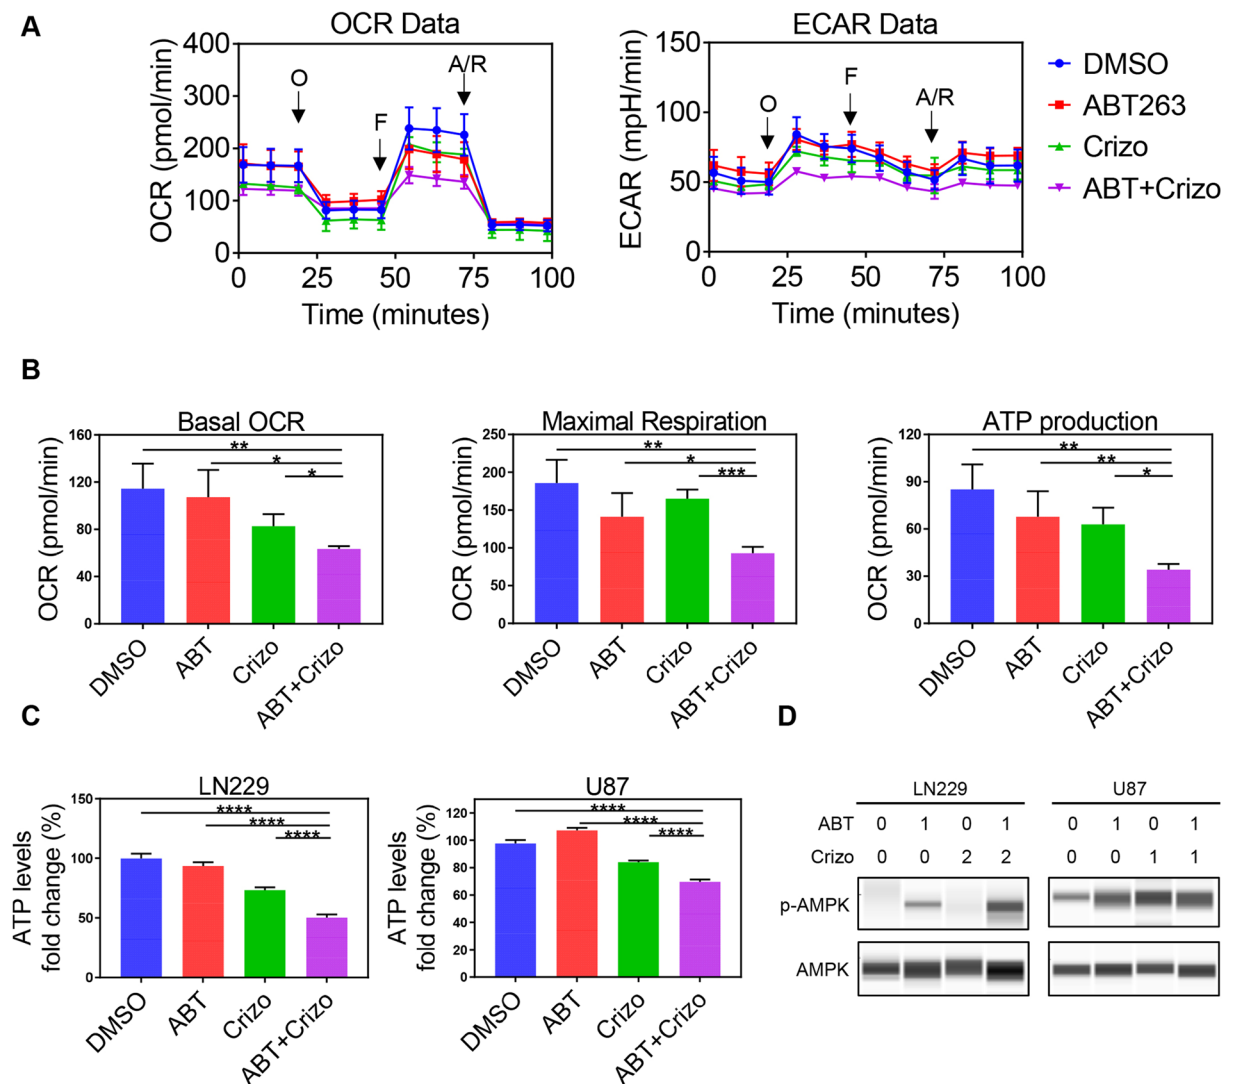 A
OCR Data
OCR (pmol/min)
400
300
200
100
0
O
F
A/R
0 25 50 75 100
Time (minutes)
ECAR Data
ECAR (mpH/min)
150
100
50
0
O
F
A/R
0 25 50 75 100
Time (minutes)
DMSO
ABT263
Crizo
ABT+Crizo
B
Basal OCR
OCR (pmol/min)
160
120
80
40
0
**
*
*
DMSO ABT Crizo ABT+Crizo
Maximal Respiration
OCR (pmol/min)
250
200
150
100
50
0
**
*
***
DMSO ABT Crizo ABT+Crizo
ATP production
OCR (pmol/min)
120
90
60
30
0
**
**
*
DMSO ABT Crizo ABT+Crizo
C
LN229
ATP levels
fold change (%)
150
100
50
0
****
****
****
DMSO ABT Crizo ABT+Crizo
U87
ATP levels
fold change (%)
120
100
80
60
40
20
0
****
****
****
DMSO ABT Crizo ABT+Crizo
D
LN229 U87
ABT 0 1 0 1 0 1 0 1
Crizo 0 0 2 2 0 0 1 1
p-AMPK
AMPK